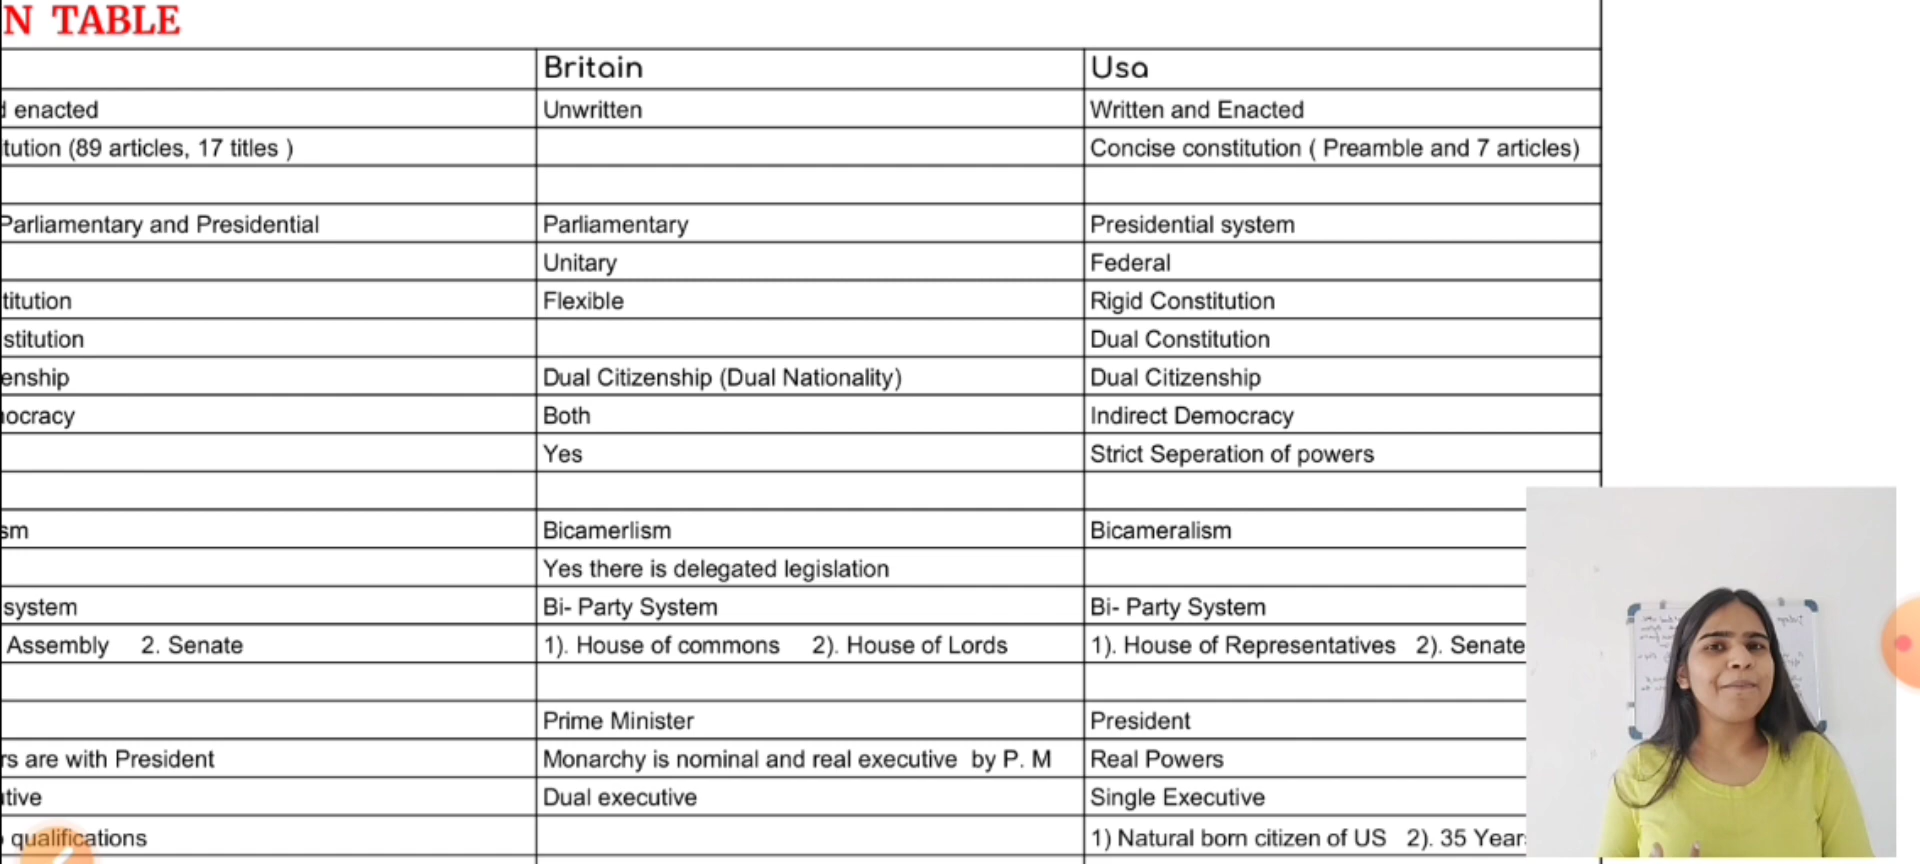 N TABLE
Britain Usa
d enacted Unwritten Written and Enacted
tution (89 articles, 17 titles ) Concise constitution ( Preamble and 7 articles)
Parliamentary and Presidential Parliamentary Presidential system
Unitary Federal
titution Flexible Rigid Constitution
stitution Dual Constitution
enship Dual Citizenship (Dual Nationality) Dual Citizenship
ocracy Both Indirect Democracy
Yes Strict Seperation of powers
sm Bicamerlism Bicameralism
Yes there is delegated legislation
system Bi- Party System Bi- Party System
Assembly 2. Senate 1). House of commons 2). House of Lords 1). House of Representatives 2). Senate
Prime Minister President
rs are with President Monarchy is nominal and real executive by P. M Real Powers
tive Dual executive Single Executive
qualifications 1) Natural born citizen of US 2). 35 Year